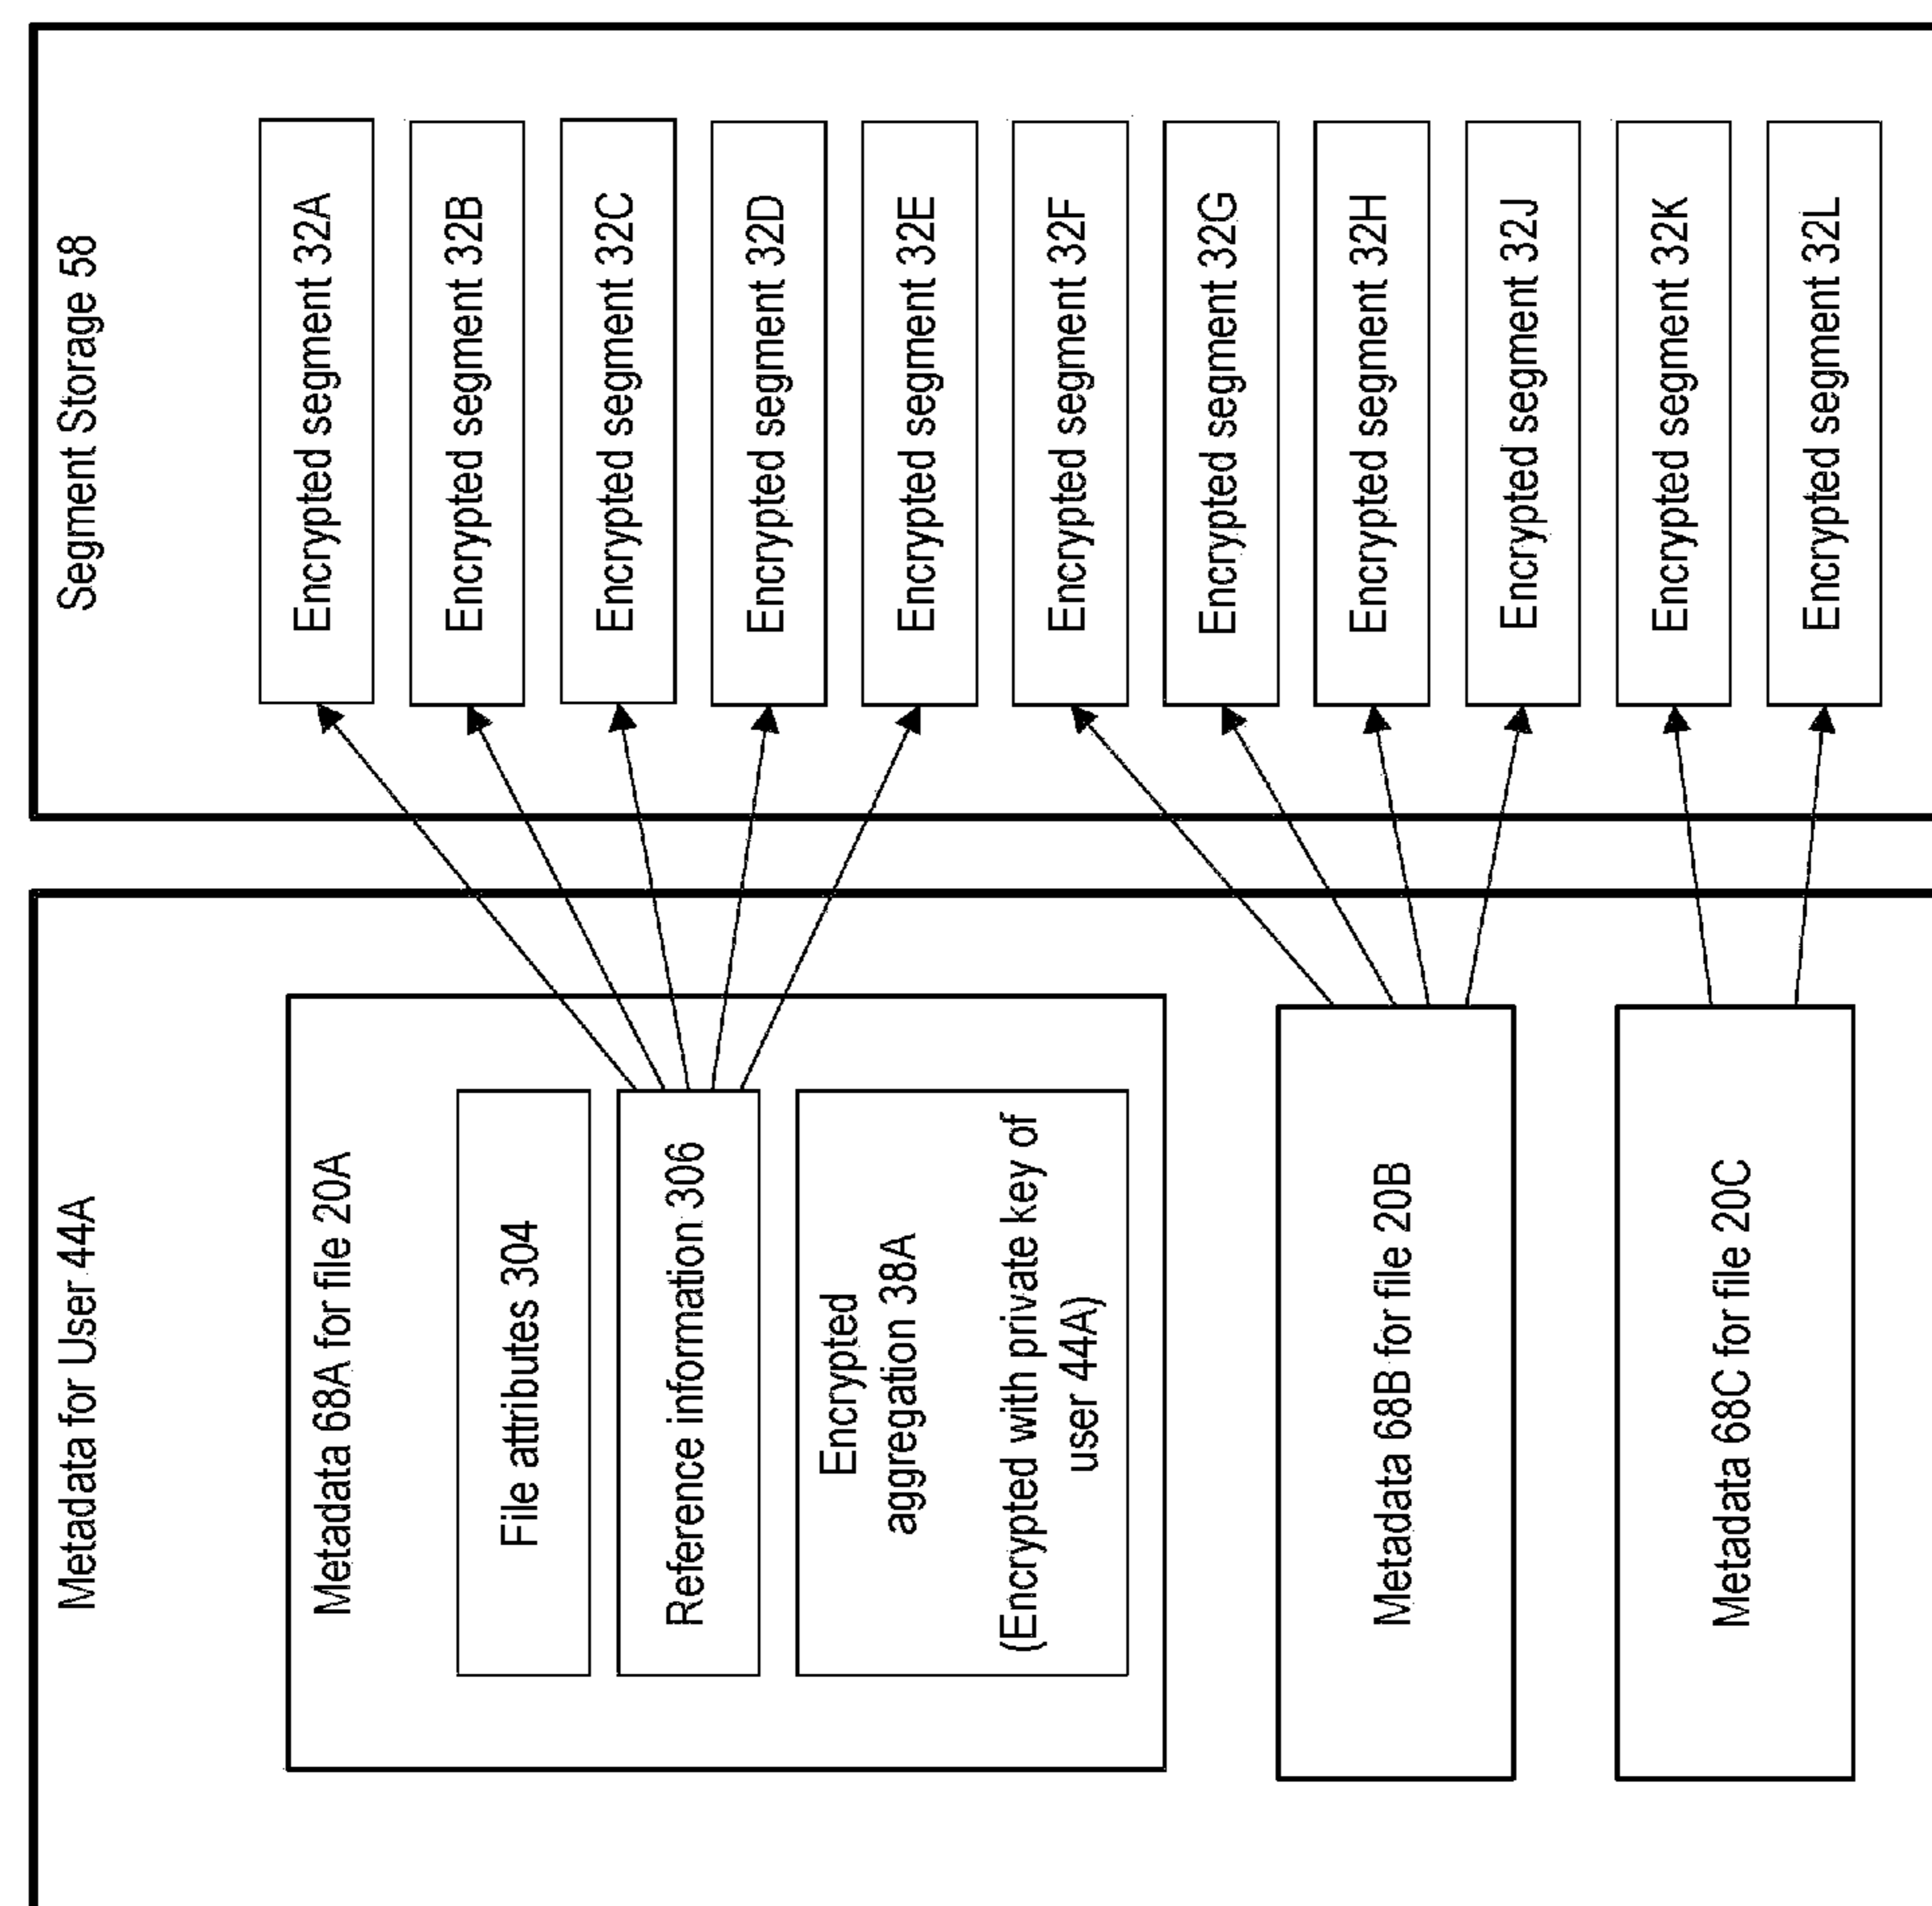 Metadata for User 44A
Metadata 68A for file 20A
File attributes 304
Reference information 306
Encrypted
aggregation 38A
(Encrypted with private key of
user 44A)
Metadata 68B for file 20B
Metadata 68C for file 20C
Segment Storage 58
Encrypted segment 32A
Encrypted segment 32B
Encrypted segment 32C
Encrypted segment 32D
Encrypted segment 32E
Encrypted segment 32F
Encrypted segment 32G
Encrypted segment 32H
Encrypted segment 32J
Encrypted segment 32K
Encrypted segment 32L